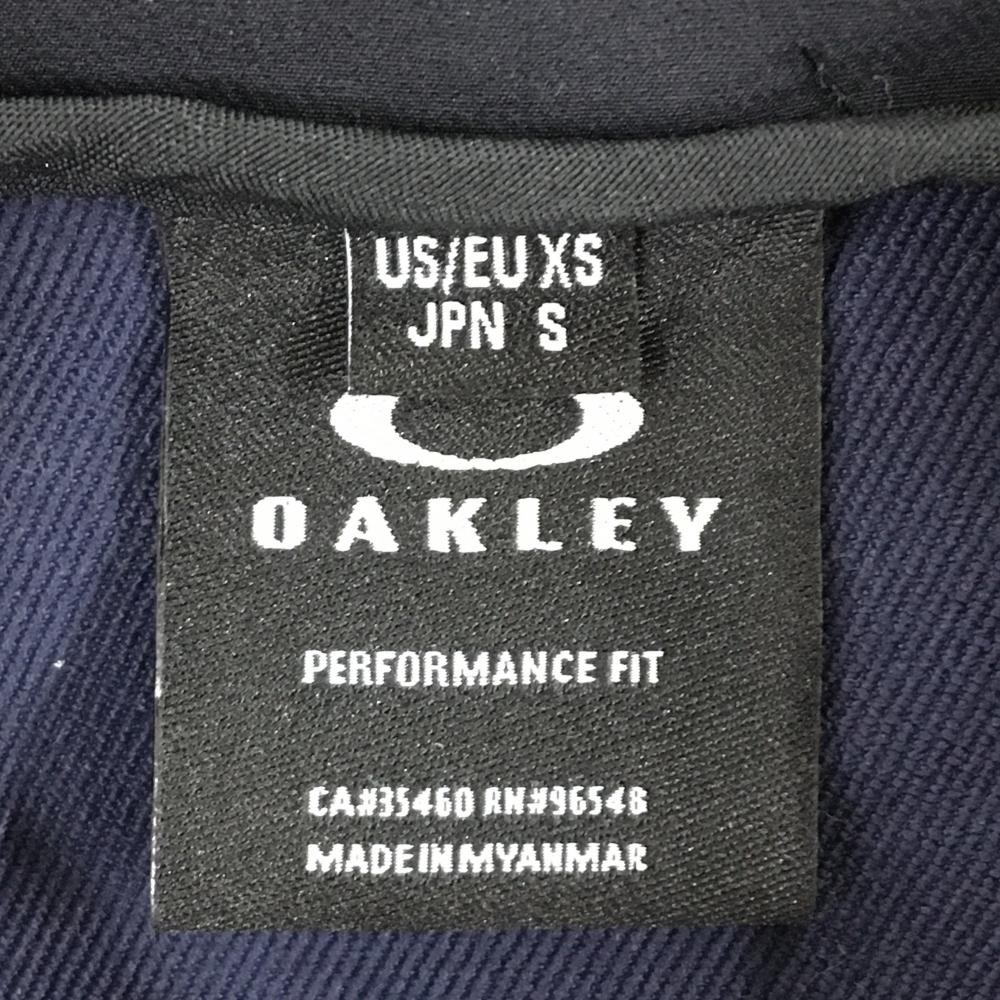 US/EU XS
JPN S
OAKLEY
PERFORMANCE FIT
CA#35460 RN#96548
MADE IN MYANMAR